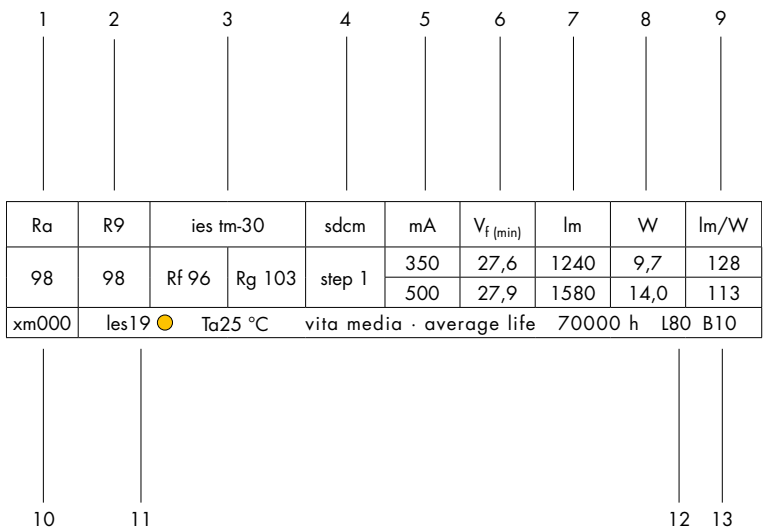 1 2 3 4 5 6 7 8 9
Ra R9 ies tm-30 sdcm mA Vf (min) lm W lm/W
98 98 Rf 96 Rg 103 step 1 350 27,6 1240 9,7 128
500 27,9 1580 14,0 113
xm000 les19 Ta25 °C vita media · average life 70000 h L80 B10
10 11 12 13